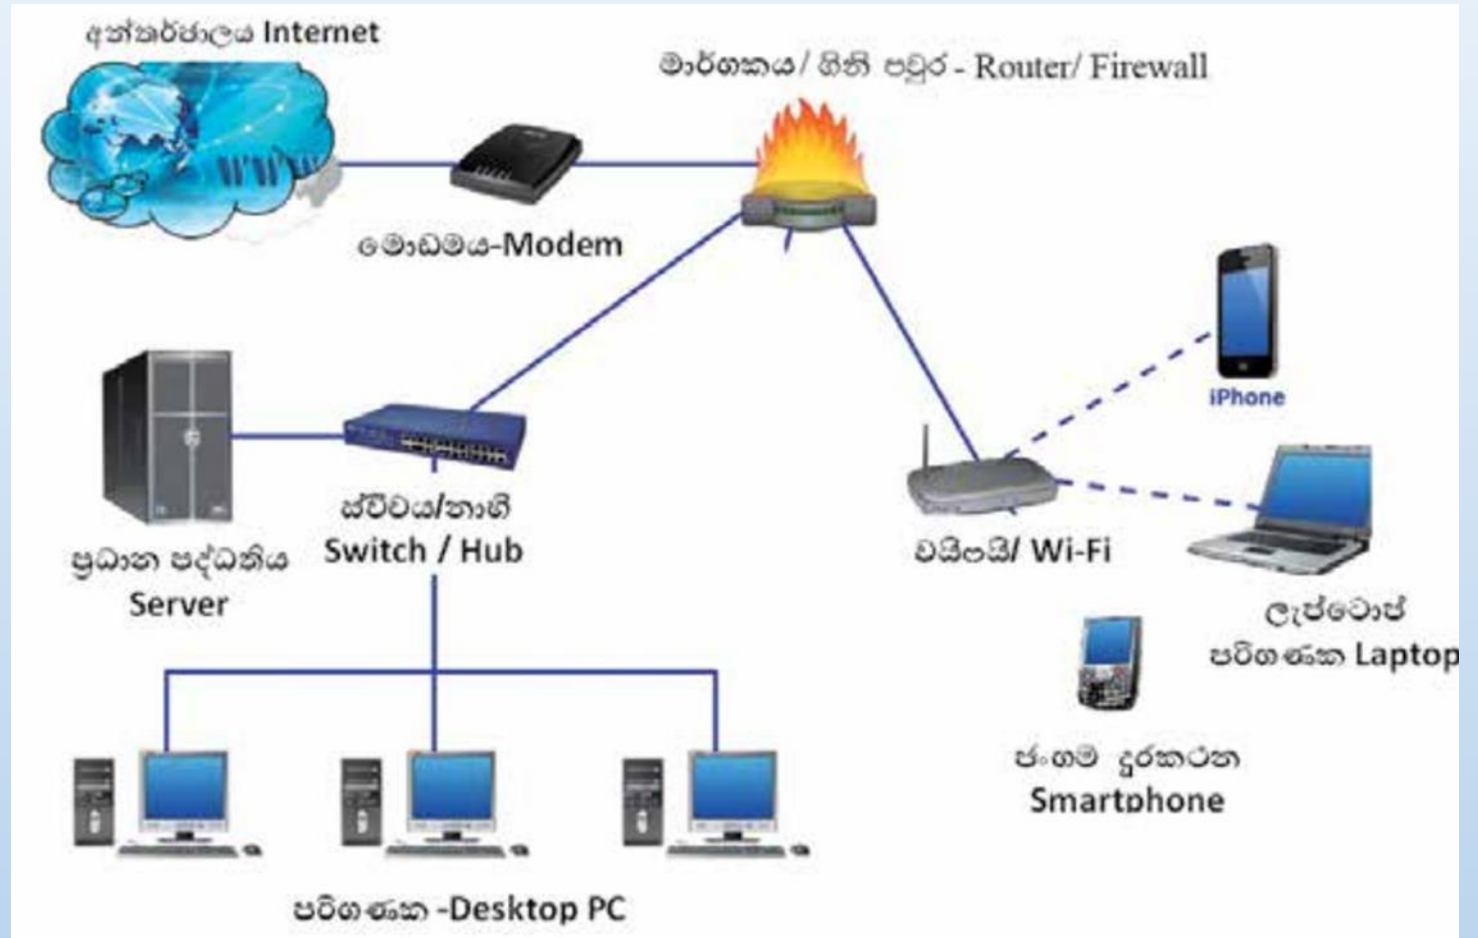 අන්තර්ජාලය Internet
මාර්ගකය/ ගිනි පවුර - Router/ Firewall
මොඩමය-Modem
iPhone
ස්විචය/නාභි
Switch / Hub
වයිෆයි/ Wi-Fi
ප්‍රධාන පද්ධතිය
Server
ලැප්ටොප්
පරිගණක Laptop
ජංගම දුරකථන
Smartphone
පරිගණක -Desktop PC